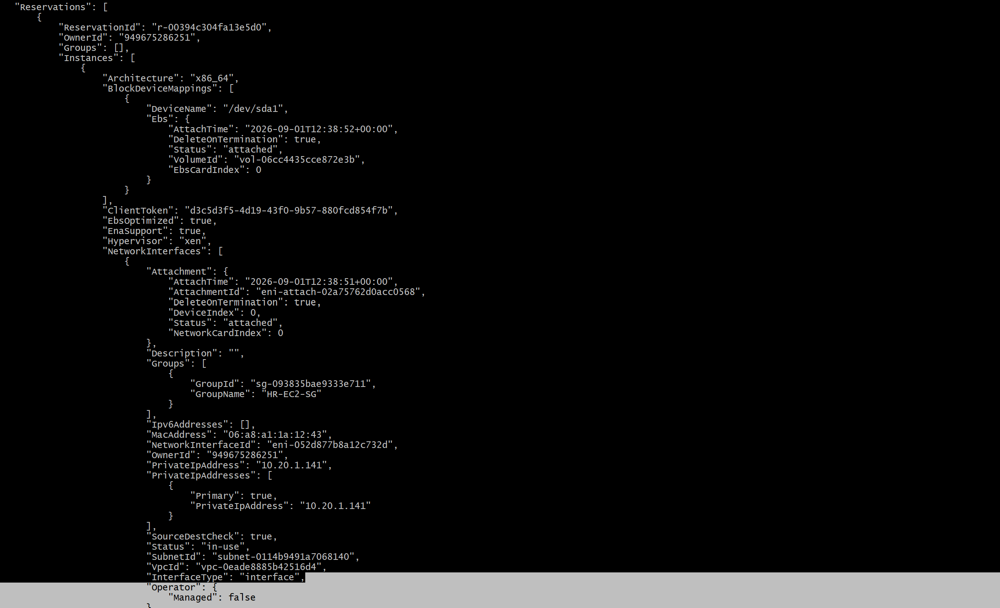 "Reservations": [
{
"ReservationId": "r-00394c304fa13e5d0",
"OwnerId": "949675286251",
"Groups": [],
"Instances": [
{
"Architecture": "x86_64",
"BlockDeviceMappings": [
{
"DeviceName": "/dev/sda1",
"Ebs": {
"AttachTime": "2026-09-01T12:38:52+00:00",
"DeleteOnTermination": true,
"Status": "attached",
"VolumeId": "vol-06cc4435cce872e3b",
"EbsCardIndex": 0
}
}
],
"ClientToken": "d3c5d3f5-4d19-43f0-9b57-880fcd854f7b",
"EbsOptimized": true,
"EnaSupport": true,
"Hypervisor": "xen",
"NetworkInterfaces": [
{
"Attachment": {
"AttachTime": "2026-09-01T12:38:51+00:00",
"AttachmentId": "eni-attach-02a75762d0acc0568",
"DeleteOnTermination": true,
"DeviceIndex": 0,
"Status": "attached",
"NetworkCardIndex": 0
},
"Description": "",
"Groups": [
{
"GroupId": "sg-093835bae9333e711",
"GroupName": "HR-EC2-SG"
}
],
"Ipv6Addresses": [],
"MacAddress": "06:a8:a1:1a:12:43",
"NetworkInterfaceId": "eni-052d877b8a12c732d",
"OwnerId": "949675286251",
"PrivateIpAddress": "10.20.1.141",
"PrivateIpAddresses": [
{
"Primary": true,
"PrivateIpAddress": "10.20.1.141"
}
],
"SourceDestCheck": true,
"Status": "in-use",
"SubnetId": "subnet-0114b9491a7068140",
"VpcId": "vpc-0eade8885b42516d4",
"InterfaceType": "interface",
"Operator": {
"Managed": false
}